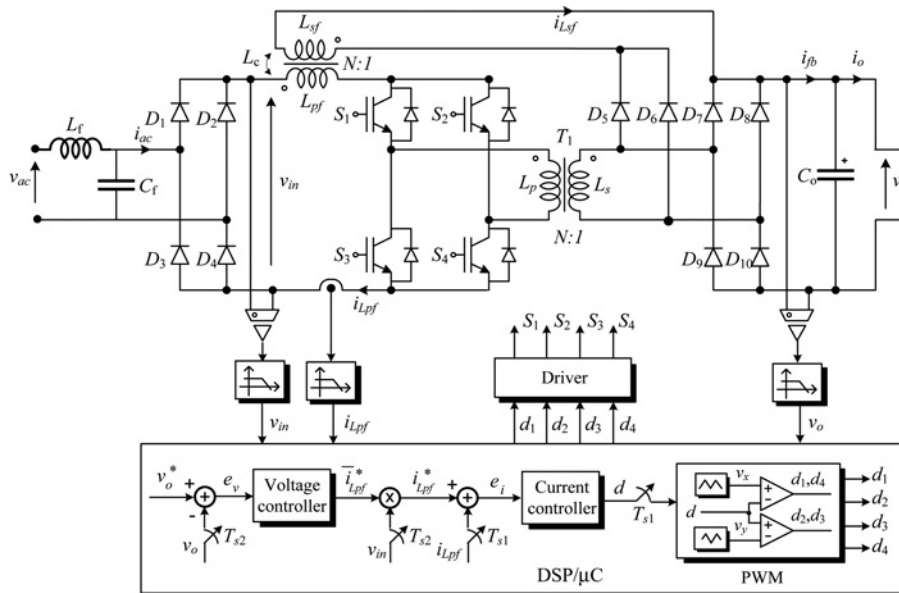 L_sf
i_Lsf
L_c
N:1
i_fb
i_o
L_pf
D_1
D_2
S_1
S_2
D_5
D_6
D_7
D_8
L_f
i_ac
T_1
v_ac
C_f
v_in
L_p
L_s
C_o
+
v
D_3
D_4
S_3
S_4
N:1
D_9
D_10
i_Lpf
S_1
S_2
S_3
S_4
Driver
v_in
i_Lpf
d_1
d_2
d_3
d_4
v_o
v_o^*
+
+
-
e_v
Voltage
controller
i̅_Lpf^*
x
i_Lpf^*
+
+
e_i
Current
controller
d
T_s1
v_x
+
−
d_1,d_4
d
v_y
+
−
d_2,d_3
d_1
d_2
d_3
d_4
v_o
T_s2
v_in
T_s2
i_Lpf
T_s1
DSP/μC
PWM